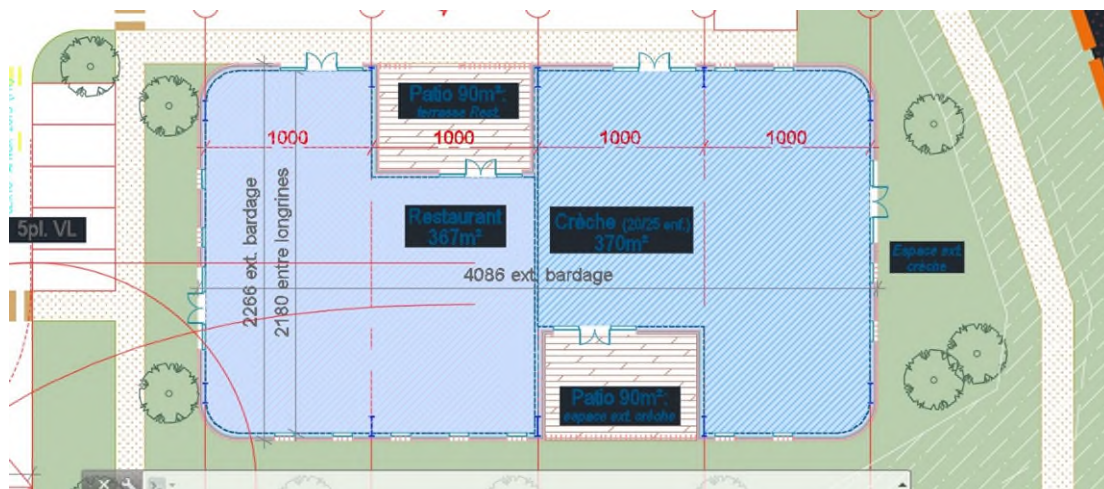 Patio 90m²:
terrasse Rest.
1000
1000
1000
1000
5pl. VL
2266 ext. bardage
2180 entre longrines
Restaurant
367m²
Crèche (20/25 enf.)
370m²
4086 ext. bardage
Espace ext.
crèche
Patio 90m²:
espace ext. crèche